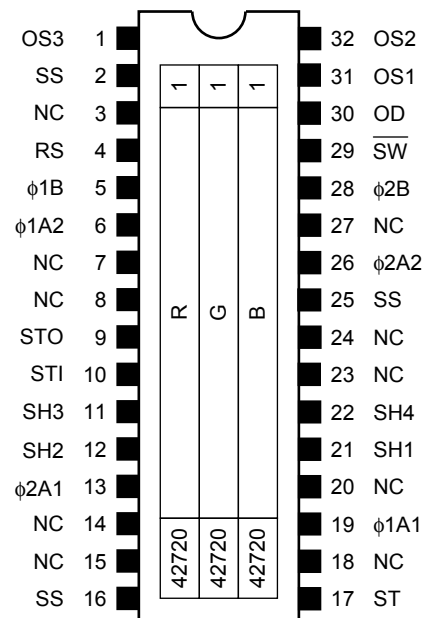 OS3 1 32 OS2
SS 2 31 OS1
NC 3 30 OD
RS 4 29 S̅W̅
ϕ1B 5 28 ϕ2B
ϕ1A2 6 27 NC
NC 7 26 ϕ2A2
NC 8 25 SS
STO 9 24 NC
STI 10 23 NC
SH3 11 22 SH4
SH2 12 21 SH1
ϕ2A1 13 20 NC
NC 14 19 ϕ1A1
NC 15 18 NC
SS 16 17 ST
1 1 1
R G B
42720 42720 42720